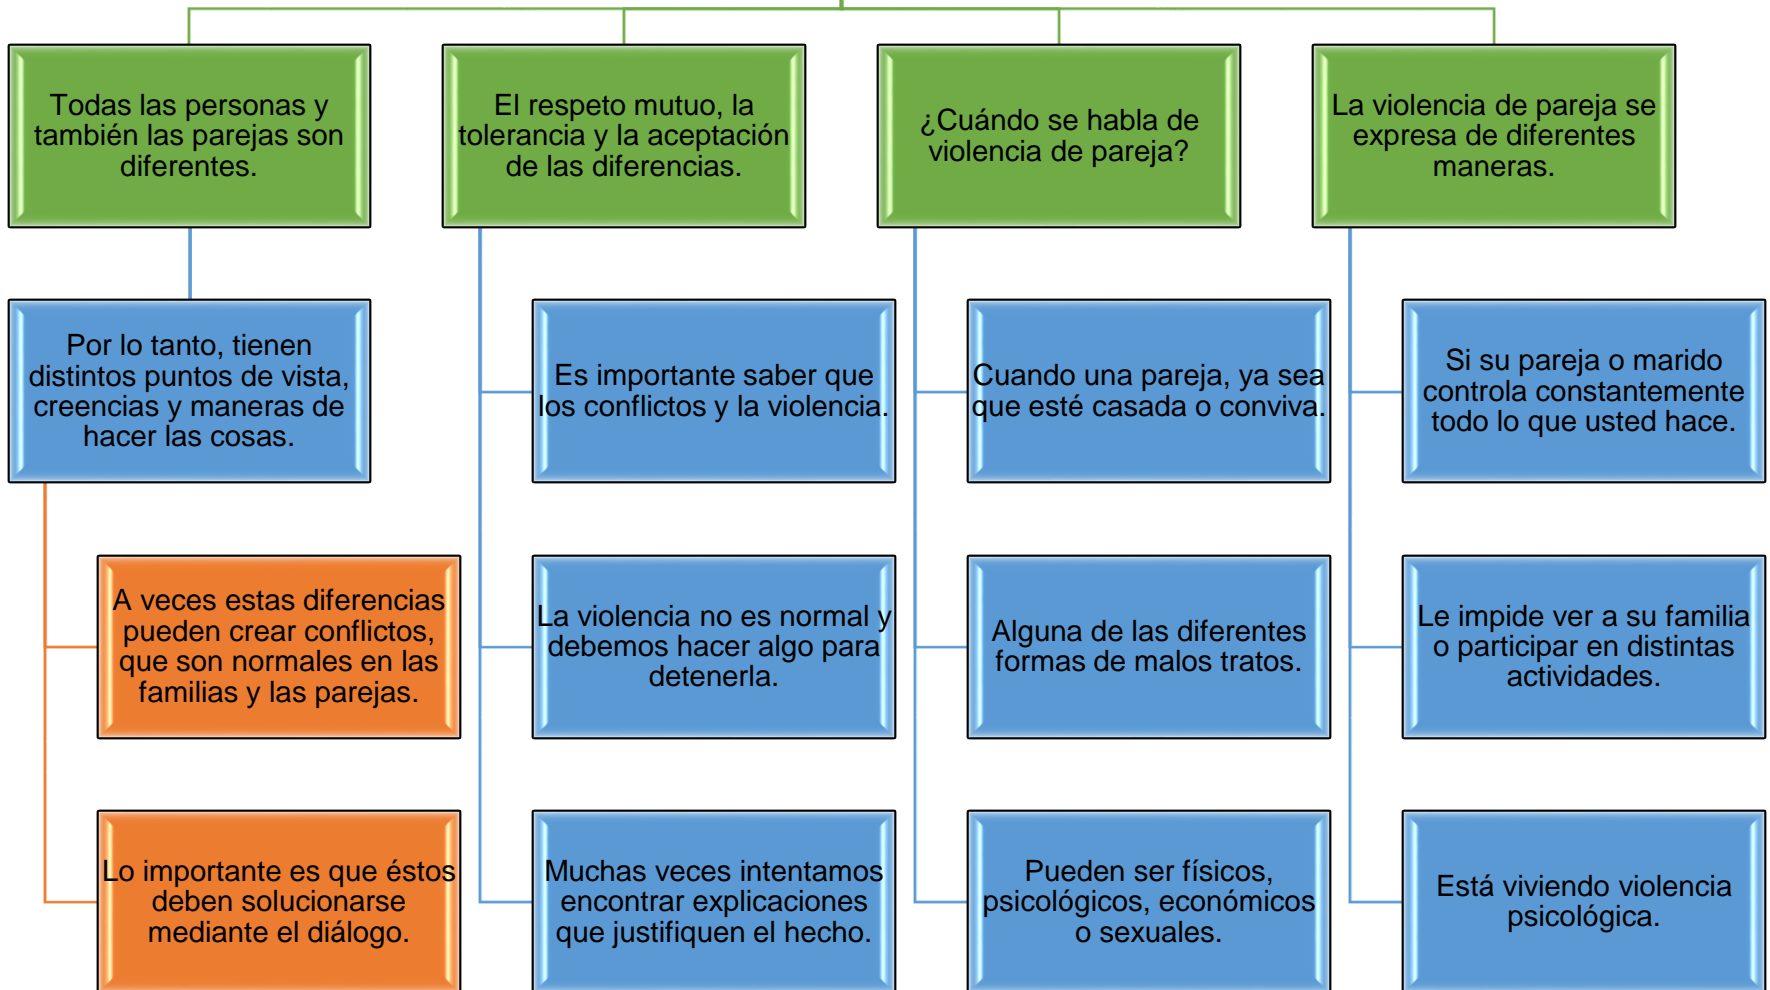 Todas las personas y
también las parejas son
diferentes.
El respeto mutuo, la
tolerancia y la aceptación
de las diferencias.
¿Cuándo se habla de
violencia de pareja?
La violencia de pareja se
expresa de diferentes
maneras.
Por lo tanto, tienen
distintos puntos de vista,
creencias y maneras de
hacer las cosas.
Es importante saber que
los conflictos y la violencia.
Cuando una pareja, ya sea
que esté casada o conviva.
Si su pareja o marido
controla constantemente
todo lo que usted hace.
A veces estas diferencias
pueden crear conflictos,
que son normales en las
familias y las parejas.
La violencia no es normal y
debemos hacer algo para
detenerla.
Alguna de las diferentes
formas de malos tratos.
Le impide ver a su familia
o participar en distintas
actividades.
Lo importante es que éstos
deben solucionarse
mediante el diálogo.
Muchas veces intentamos
encontrar explicaciones
que justifiquen el hecho.
Pueden ser físicos,
psicológicos, económicos
o sexuales.
Está viviendo violencia
psicológica.